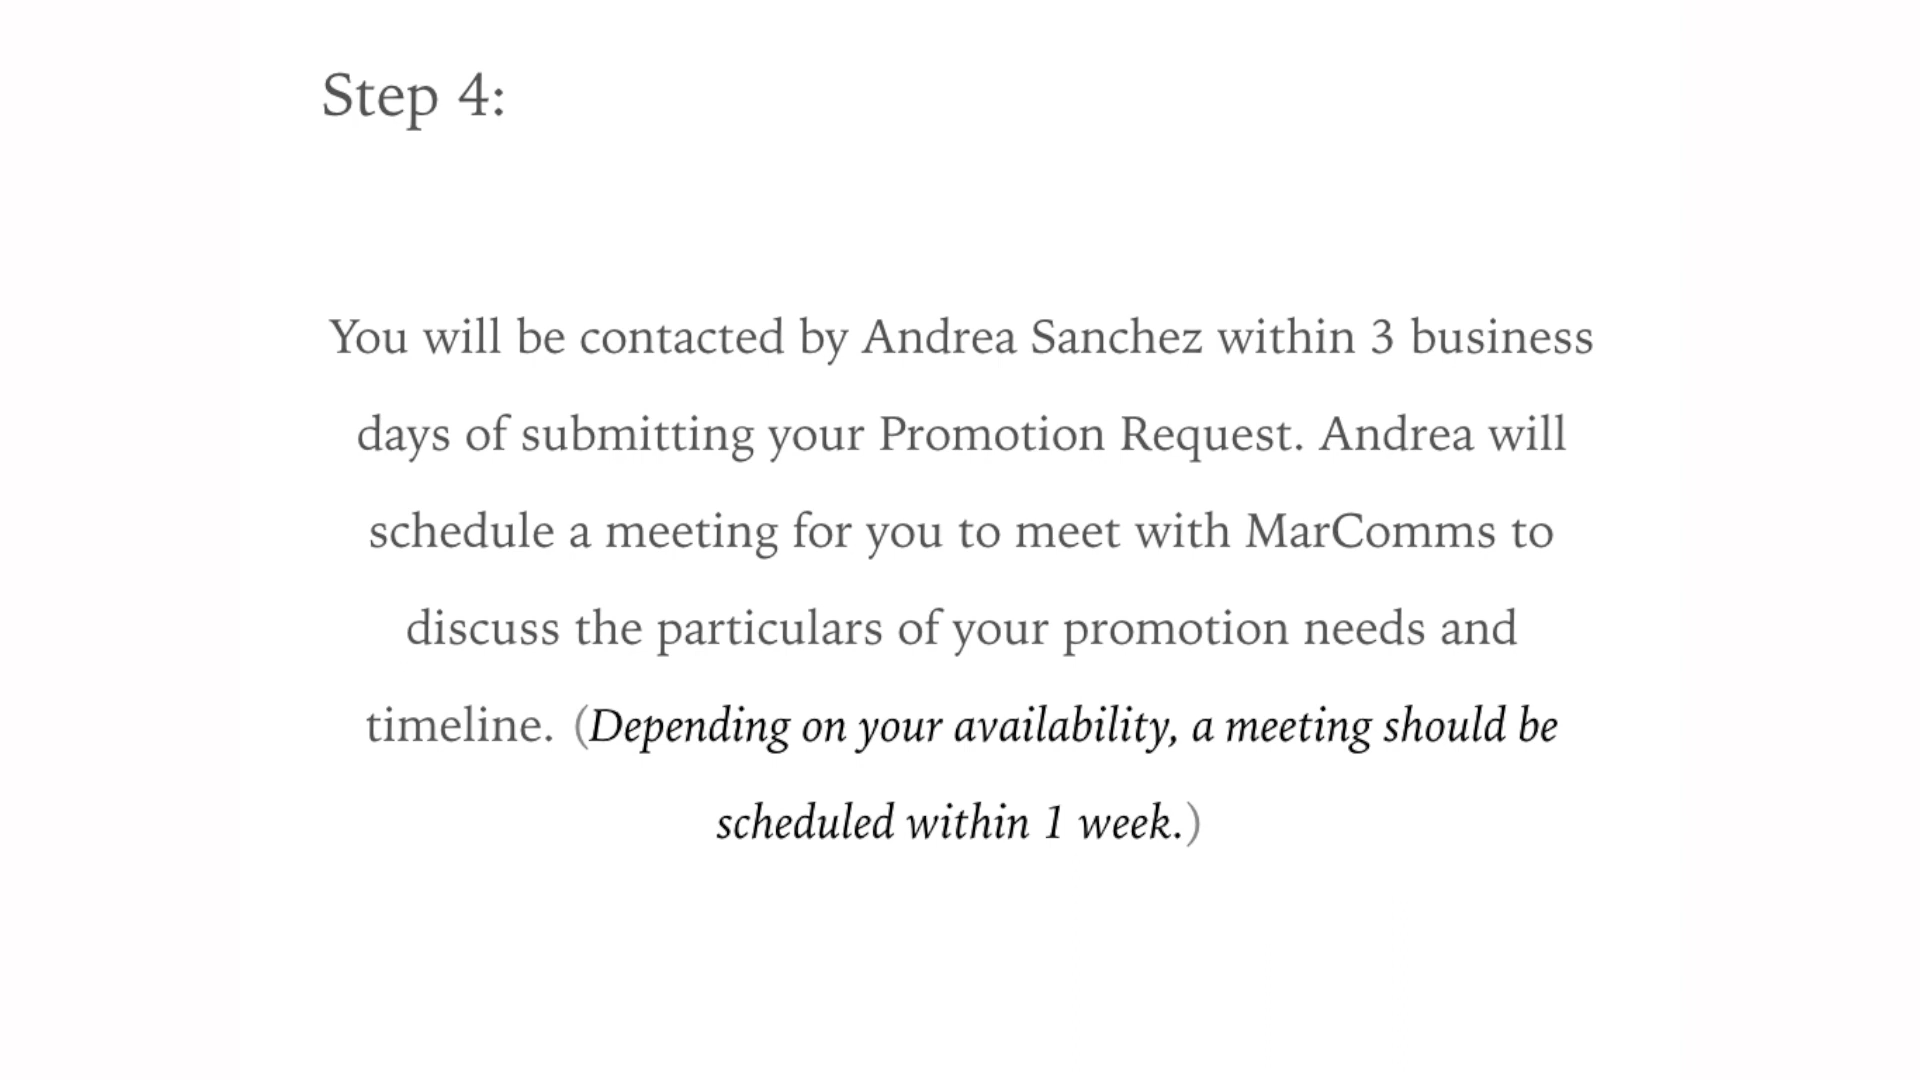 Step 4:
You will be contacted by Andrea Sanchez within 3 business
days of submitting your Promotion Request. Andrea will
schedule a meeting for you to meet with MarComms to
discuss the particulars of your promotion needs and
timeline. (Depending on your availability, a meeting should be
scheduled within 1 week.)